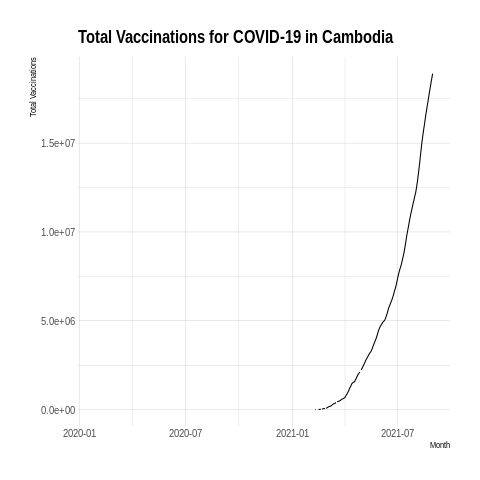 Total Vaccinations for COVID-19 in Cambodia
Total Vaccinations
1.5e+07
1.0e+07
5.0e+06
0.0e+00
2020-01 2020-07 2021-01 2021-07
Month